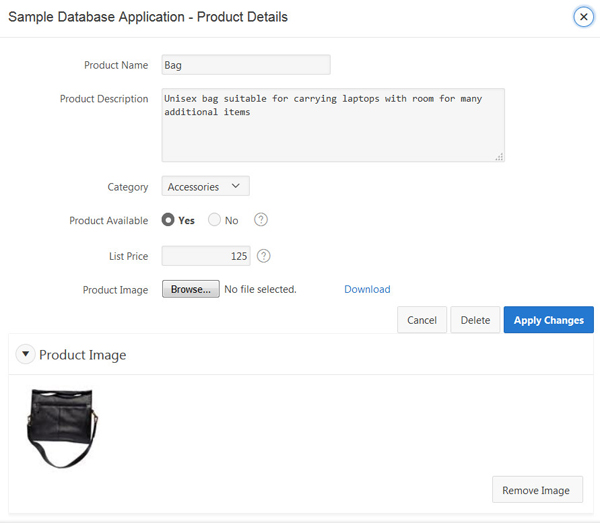 Sample Database Application - Product Details
Product Name Bag
Product Description Unisex bag suitable for carrying laptops with room for many
additional items
Category Accessories
Product Available Yes No ?
List Price 125 ?
Product Image Browse... No file selected. Download
Cancel Delete Apply Changes
Product Image
Remove Image